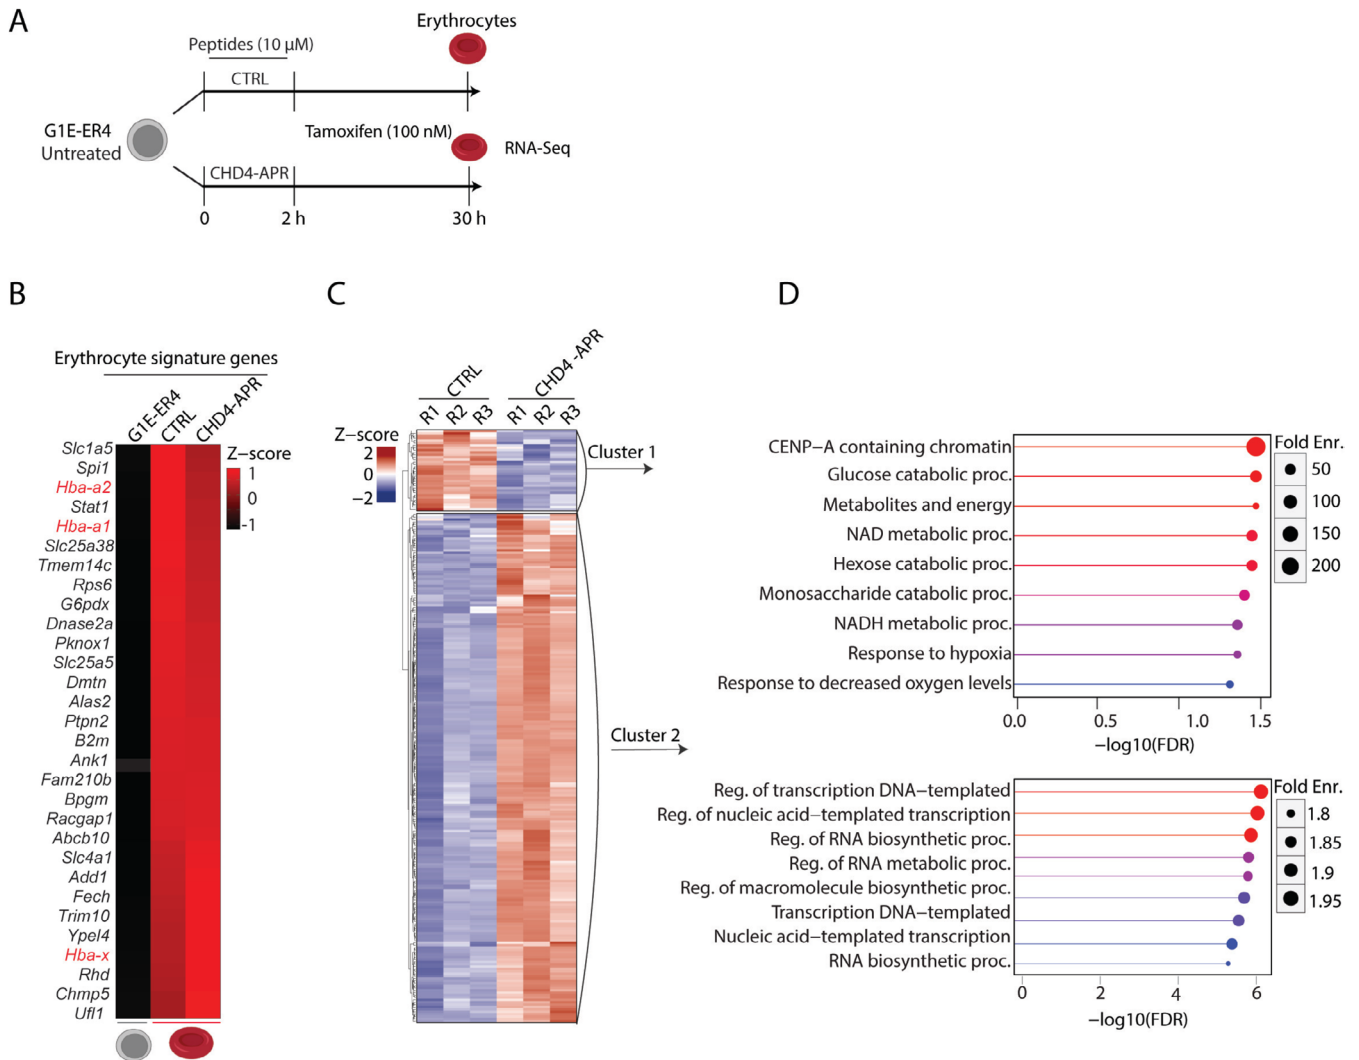 A
Erythrocytes
Peptides (10 µM)
CTRL
G1E-ER4
Untreated
Tamoxifen (100 nM)
RNA-Seq
CHD4-APR
0
2 h
30 h
B
Erythrocyte signature genes
G1E-ER4
CTRL
CHD4-APR
Z-score
1
0
-1
Slc1a5
Spi1
Hba-a2
Stat1
Hba-a1
Slc25a38
Tmem14c
Rps6
G6pdx
Dnase2a
Pknox1
Slc25a5
Dmtn
Alas2
Ptpn2
B2m
Ank1
Fam210b
Bpgm
Racgap1
Abcb10
Slc4a1
Add1
Fech
Trim10
Ypel4
Hba-x
Rhd
Chmp5
Ufl1
C
CTRL
CHD4 -APR
R1 R2 R3 R1 R2 R3
Z−score
2
0
−2
Cluster 1
Cluster 2
D
CENP−A containing chromatin
Glucose catabolic proc.
Metabolites and energy
NAD metabolic proc.
Hexose catabolic proc.
Monosaccharide catabolic proc.
NADH metabolic proc.
Response to hypoxia
Response to decreased oxygen levels
0.0 0.5 1.0 1.5
−log10(FDR)
Fold Enr.
50
100
150
200
Reg. of transcription DNA−templated
Reg. of nucleic acid−templated transcription
Reg. of RNA biosynthetic proc.
Reg. of RNA metabolic proc.
Reg. of macromolecule biosynthetic proc.
Transcription DNA−templated
Nucleic acid−templated transcription
RNA biosynthetic proc.
0 2 4 6
−log10(FDR)
Fold Enr.
1.8
1.85
1.9
1.95